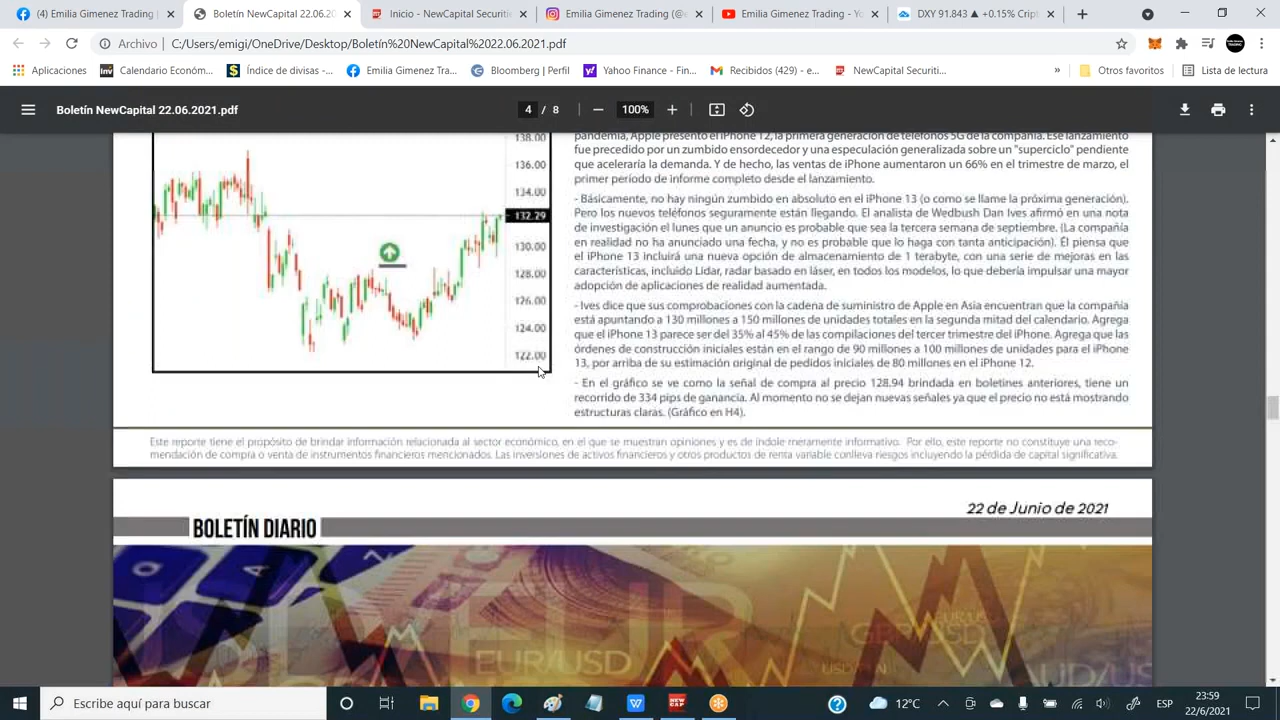 (4) Emilia Gimenez Trading |
Boletín NewCapital 22.06.20
Inicio - NewCapital Securitie
Emilia Gimenez Trading (@e
Emilia Gimenez Trading - Yo
DXY 91.843 ▲ +0.15% Cript
Archivo | C:/Users/emigi/OneDrive/Desktop/Boletín%20NewCapital%2022.06.2021.pdf
Aplicaciones
Calendario Económ...
Índice de divisas -...
Emilia Gimenez Tra...
Bloomberg | Perfil
Yahoo Finance - Fin...
Recibidos (429) - e...
NewCapital Securiti...
»
Otros favoritos
Lista de lectura
Boletín NewCapital 22.06.2021.pdf
4 / 8
100%
138.00
136.00
134.00
132.29
130.00
128.00
126.00
124.00
122.00
pandemia, Apple presentó el iPhone 12, la primera generación de teléfonos 5G de la compañía. Ese lanzamiento
fue precedido por un zumbido ensordecedor y una especulación generalizada sobre un "superciclo" pendiente
que aceleraría la demanda. Y de hecho, las ventas de iPhone aumentaron un 66% en el trimestre de marzo, el
primer período de informe completo desde el lanzamiento.
- Básicamente, no hay ningún zumbido en absoluto en el iPhone 13 (o como se llame la próxima generación).
Pero los nuevos teléfonos seguramente están llegando. El analista de Wedbush Dan Ives afirmó en una nota
de investigación el lunes que un anuncio es probable que sea la tercera semana de septiembre. (La compañía
en realidad no ha anunciado una fecha, y no es probable que lo haga con tanta anticipación). Él piensa que
el iPhone 13 incluirá una nueva opción de almacenamiento de 1 terabyte, con una serie de mejoras en las
características, incluido Lidar, radar basado en láser, en todos los modelos, lo que debería impulsar una mayor
adopción de aplicaciones de realidad aumentada.
- Ives dice que sus comprobaciones con la cadena de suministro de Apple en Asia encuentran que la compañía
está apuntando a 130 millones a 150 millones de unidades totales en la segunda mitad del calendario. Agrega
que el iPhone 13 parece ser del 35% al 45% de las compilaciones del tercer trimestre del iPhone. Agrega que las
órdenes de construcción iniciales están en el rango de 90 millones a 100 millones de unidades para el iPhone
13, por arriba de su estimación original de pedidos iniciales de 80 millones en el iPhone 12.
- En el gráfico se ve como la señal de compra al precio 128.94 brindada en boletines anteriores, tiene un
recorrido de 334 pips de ganancia. Al momento no se dejan nuevas señales ya que el precio no está mostrando
estructuras claras. (Gráfico en H4).
Este reporte tiene el propósito de brindar información relacionada al sector económico, en el que se muestran opiniones y es de índole meramente informativo. Por ello, este reporte no constituye una reco-
mendación de compra o venta de instrumentos financieros mencionados. Las inversiones de activos financieros y otros productos de renta variable conlleva riesgos incluyendo la pérdida de capital significativa.
22 de Junio de 2021
BOLETÍN DIARIO
EUR
EUR/USD
EUR/USD
GBP/USD
AUD/US
Escribe aquí para buscar
12°C
ESP
23:59
22/6/2021